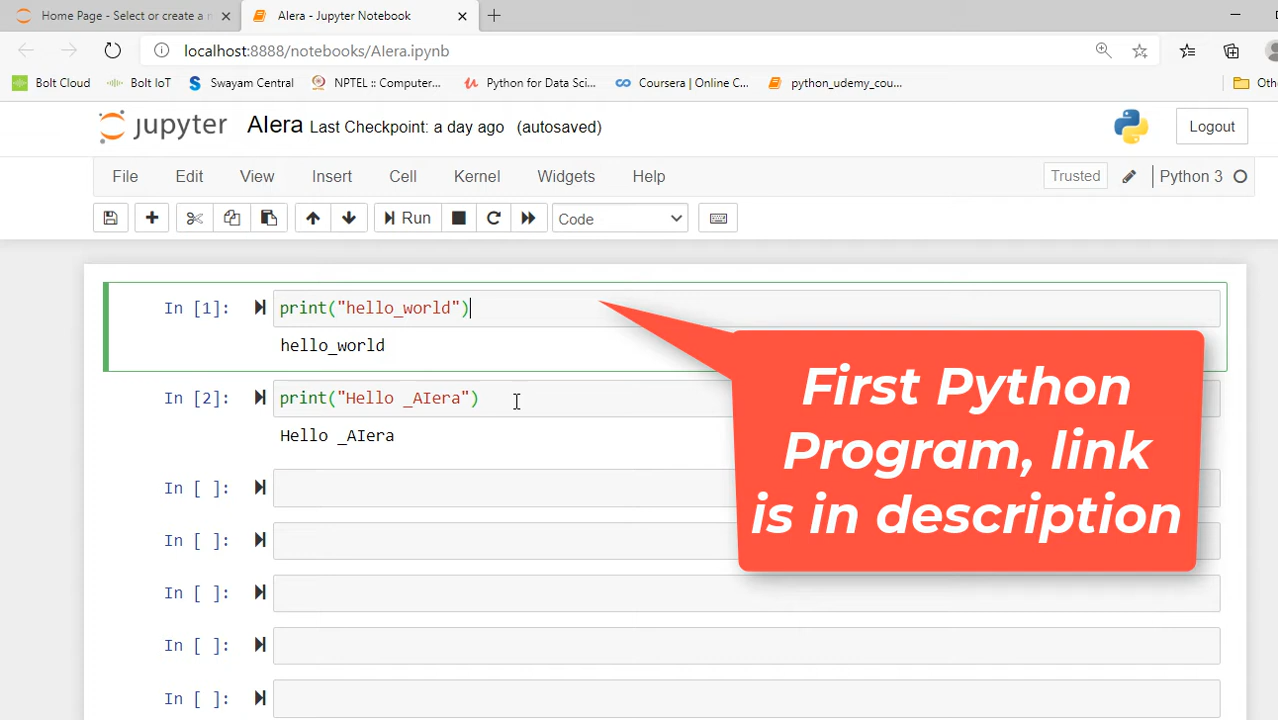 Home Page - Select or create a n
AIera - Jupyter Notebook
localhost:8888/notebooks/AIera.ipynb
Bolt Cloud
Bolt IoT
Swayam Central
NPTEL :: Computer...
Python for Data Sci...
Coursera | Online C...
python_udemy_cou...
Oth
jupyter AIera Last Checkpoint: a day ago (autosaved)
Logout
File Edit View Insert Cell Kernel Widgets Help
Trusted
Python 3
Run
Code
In [1]: print("hello_world")
hello_world
In [2]: print("Hello _AIera")
Hello _AIera
In [ ]:
In [ ]:
In [ ]:
In [ ]:
In [ ]:
First Python
Program, link
is in description